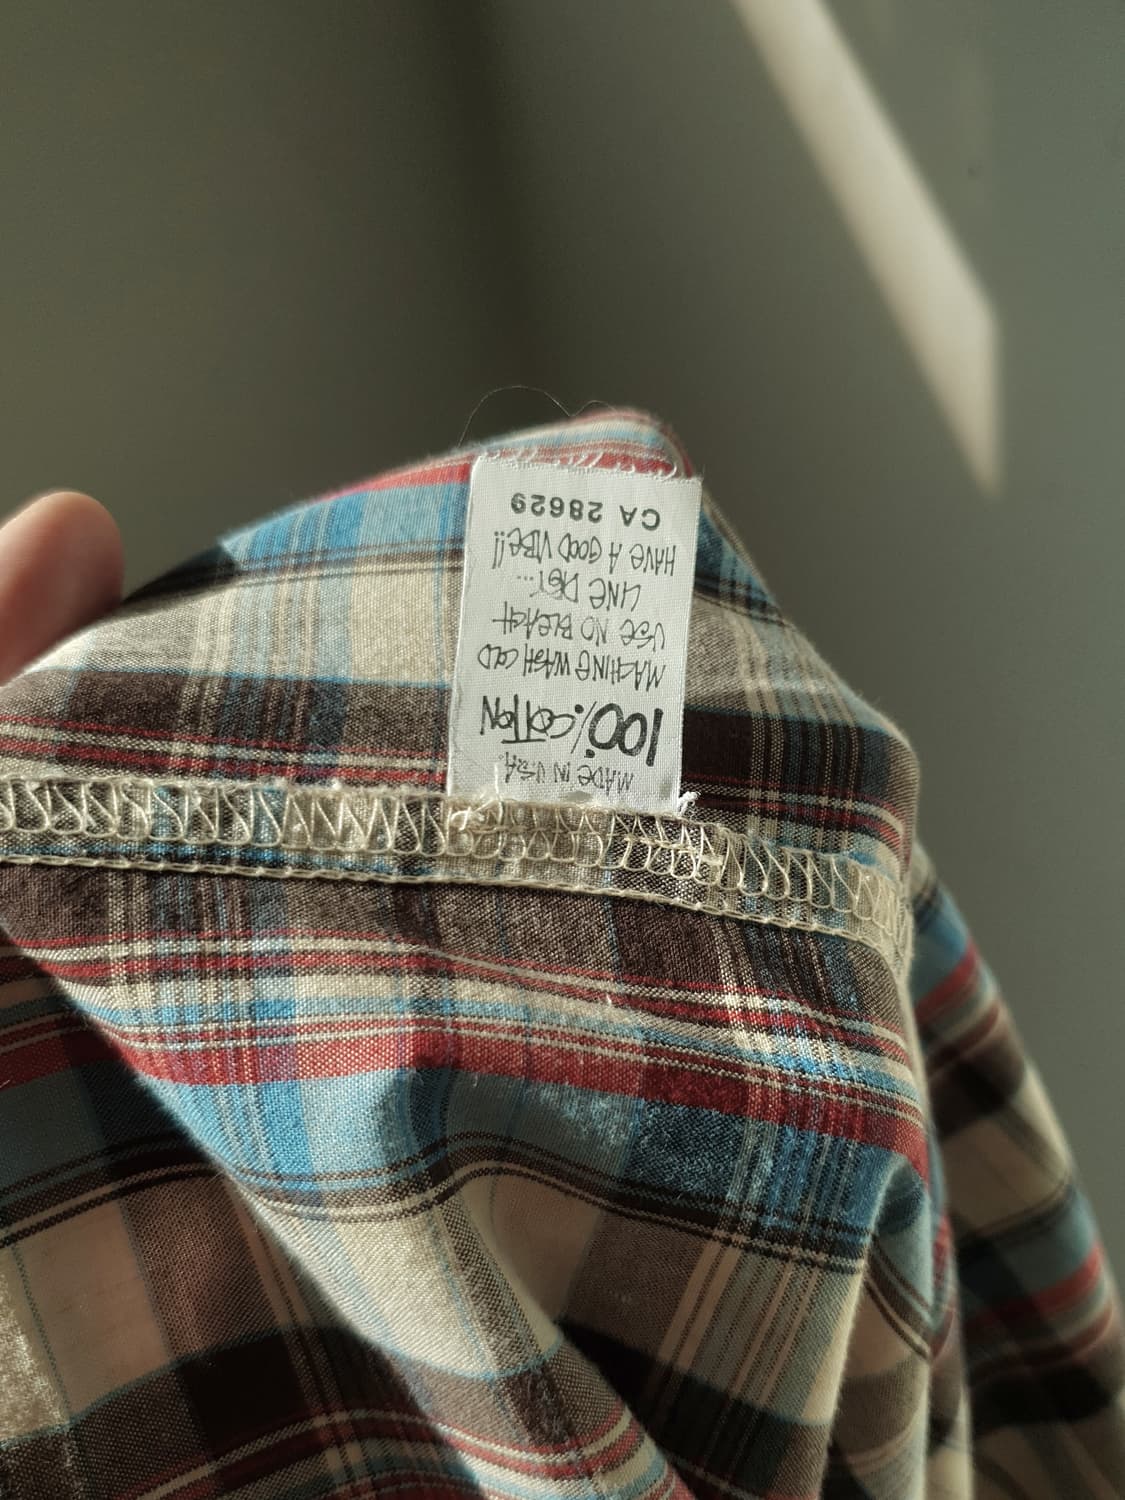 MADE IN U.S.A.
100% COTTON
MACHINE WASH COLD
USE NO BLEACH
LINE DRY...
HAVE A GOOD VIBE!!
CA 28629